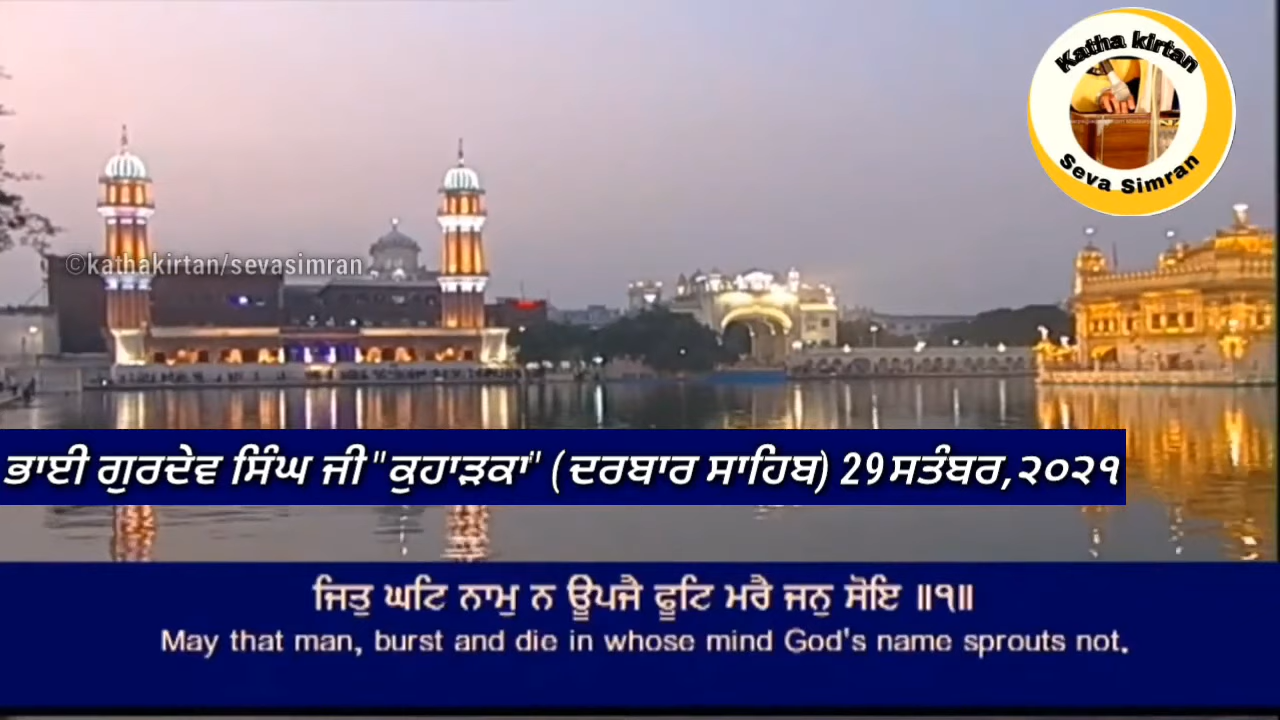 Katha kirtan
Seva Simran
©kathakirtan/sevasimran
ਭਾਈ ਗੁਰਦੇਵ ਸਿੰਘ ਜੀ "ਕੁਹਾੜਕਾ" (ਦਰਬਾਰ ਸਾਹਿਬ) 29 ਸਤੰਬਰ,੨੦੨੧
ਜਿਤੁ ਘਟਿ ਨਾਮੁ ਨ ਊਪਜੈ ਫੂਟਿ ਮਰੈ ਜਨੁ ਸੋਇ ॥੧॥
May that man, burst and die in whose mind God's name sprouts not.